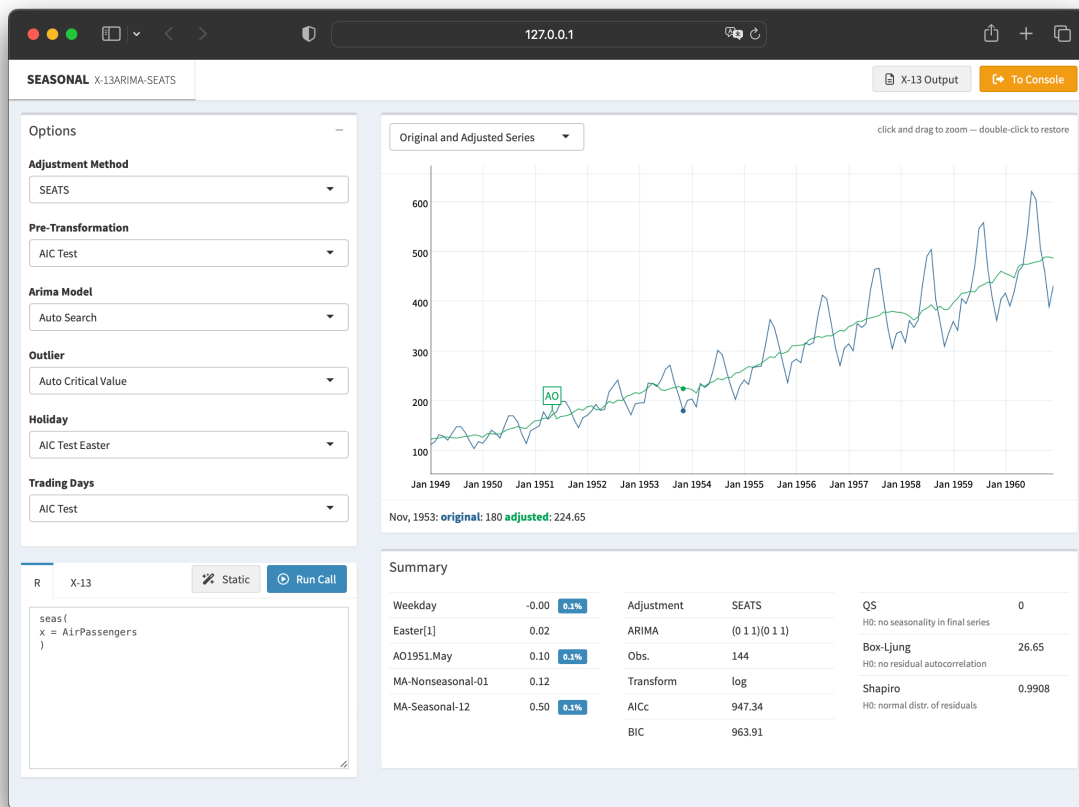 127.0.0.1
SEASONAL X-13ARIMA-SEATS
X-13 Output
To Console
Options
Adjustment Method
SEATS
Pre-Transformation
AIC Test
Arima Model
Auto Search
Outlier
Auto Critical Value
Holiday
AIC Test Easter
Trading Days
AIC Test
R X-13 Static Run Call
seas(
x = AirPassengers
)
Original and Adjusted Series
click and drag to zoom — double-click to restore
600
500
400
300
200
100
AO
Jan 1949 Jan 1950 Jan 1951 Jan 1952 Jan 1953 Jan 1954 Jan 1955 Jan 1956 Jan 1957 Jan 1958 Jan 1959 Jan 1960
Nov, 1953: original: 180 adjusted: 224.65
Summary
Weekday -0.00 0.1%
Easter[1] 0.02
AO1951.May 0.10 0.1%
MA-Nonseasonal-01 0.12
MA-Seasonal-12 0.50 0.1%
Adjustment SEATS
ARIMA (0 1 1)(0 1 1)
Obs. 144
Transform log
AICc 947.34
BIC 963.91
QS 0
H0: no seasonality in final series
Box-Ljung 26.65
H0: no residual autocorrelation
Shapiro 0.9908
H0: normal distr. of residuals